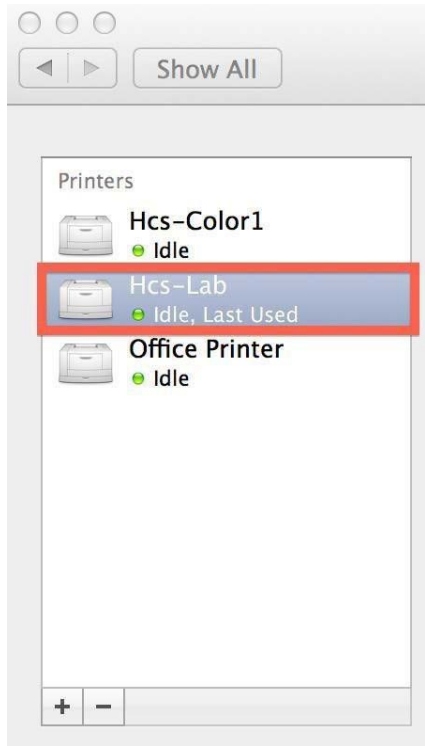 Show All
Printers
Hcs-Color1
Idle
Hcs-Lab
Idle, Last Used
Office Printer
Idle
+ −